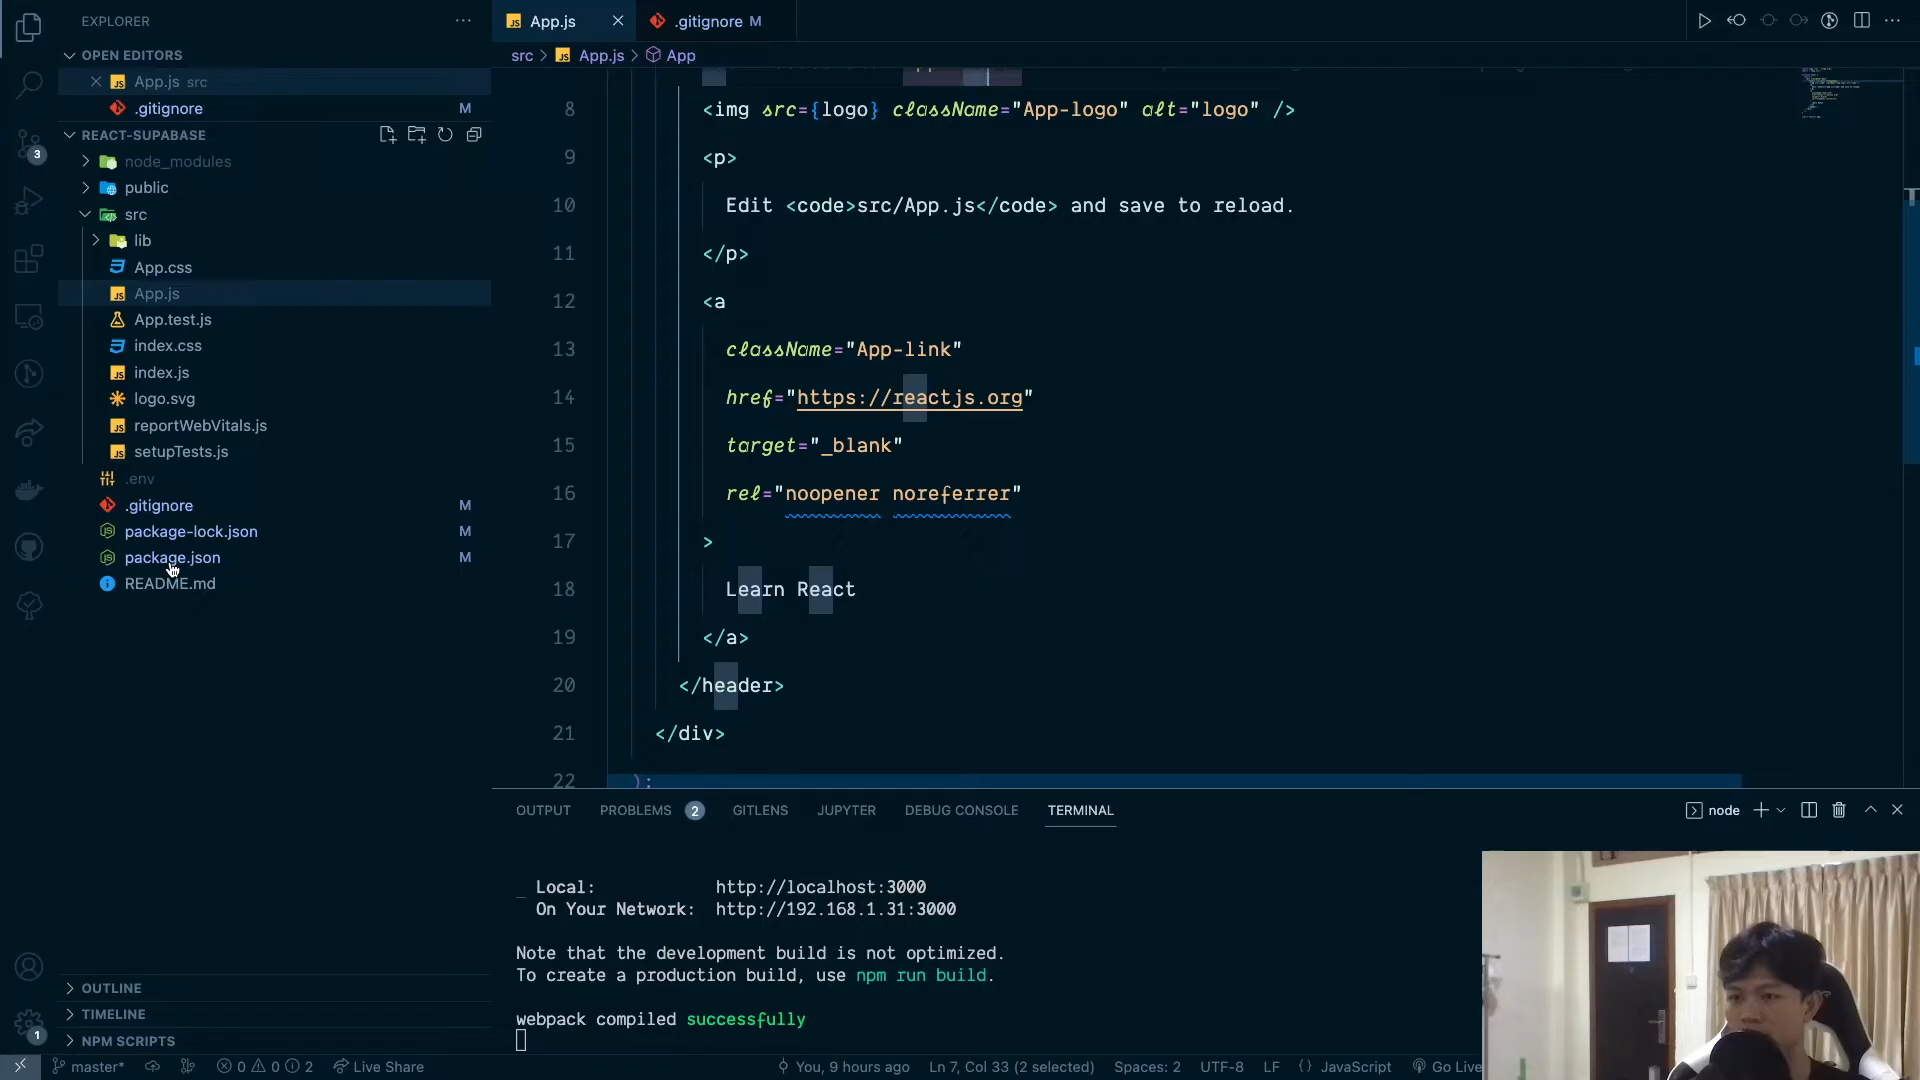 EXPLORER
OPEN EDITORS
App.js src
.gitignore M
REACT-SUPABASE
node_modules
public
src
lib
App.css
App.js
App.test.js
index.css
index.js
logo.svg
reportWebVitals.js
setupTests.js
.env
.gitignore M
package-lock.json M
package.json M
README.md
OUTLINE
TIMELINE
NPM SCRIPTS
3
1
App.js
.gitignore M
src > App.js > App
8 <img src={logo} className="App-logo" alt="logo" />
9 <p>
10 Edit <code>src/App.js</code> and save to reload.
11 </p>
12 <a
13 className="App-link"
14 href="https://reactjs.org"
15 target="_blank"
16 rel="noopener noreferrer"
17 >
18 Learn React
19 </a>
20 </header>
21 </div>
22 );
OUTPUT PROBLEMS 2 GITLENS JUPYTER DEBUG CONSOLE TERMINAL
node
Local: http://localhost:3000
On Your Network: http://192.168.1.31:3000
Note that the development build is not optimized.
To create a production build, use npm run build.
webpack compiled successfully
master* 0 0 2 Live Share You, 9 hours ago Ln 7, Col 33 (2 selected) Spaces: 2 UTF-8 LF {} JavaScript Go Live